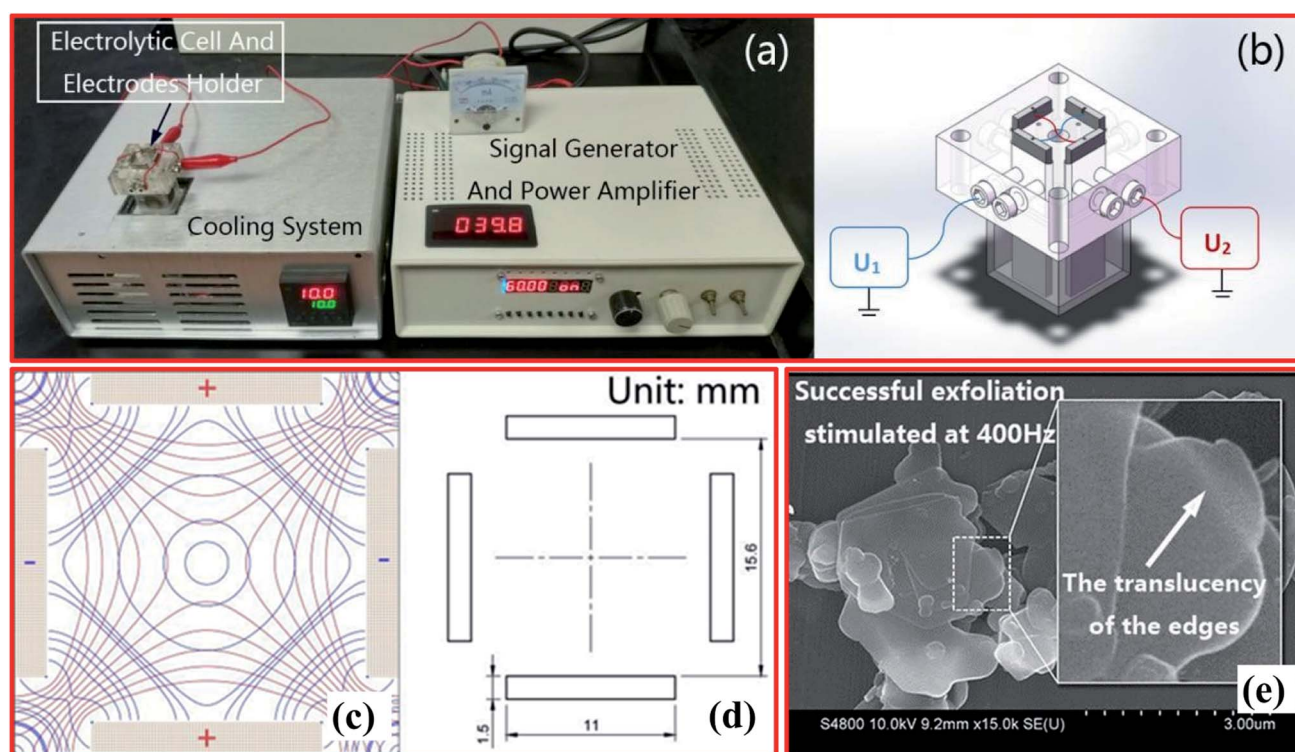 Electrolytic Cell And
Electrodes Holder
(a)
Signal Generator
And Power Amplifier
Cooling System
mA
039.8
10.0
10.0
60.00
on
(b)
U₁
U₂
+
-
-
+
(c)
Unit: mm
15.6
1.5
11
(d)
Successful exfoliation
stimulated at 400Hz
The translucency
of the edges
(e)
S4800 10.0kV 9.2mm x15.0k SE(U)
3.00um